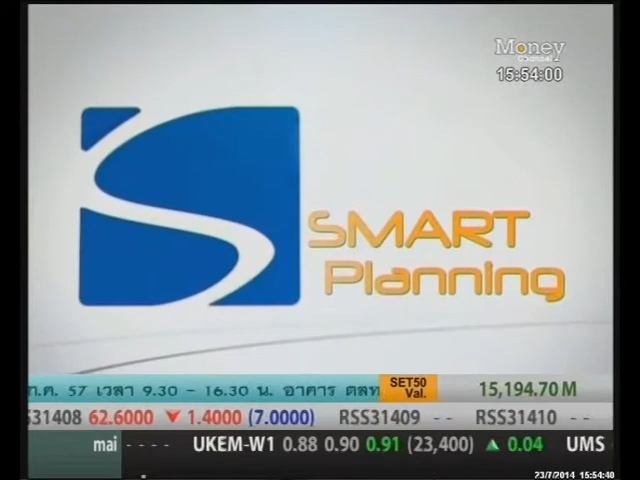 Money
Channel
15:54:00
SMART
Planning
ก.ค. 57 เวลา 9.30 - 16.30 น. อาคาร ตลท
SET50
Val.
15,194.70 M
S31408 62.6000 ▼ 1.4000 (7.0000) RSS31409 - - RSS31410 - -
mai - - - - UKEM-W1 0.88 0.90 0.91 (23,400) ▲ 0.04 UMS
23/7/2014 15:54:40